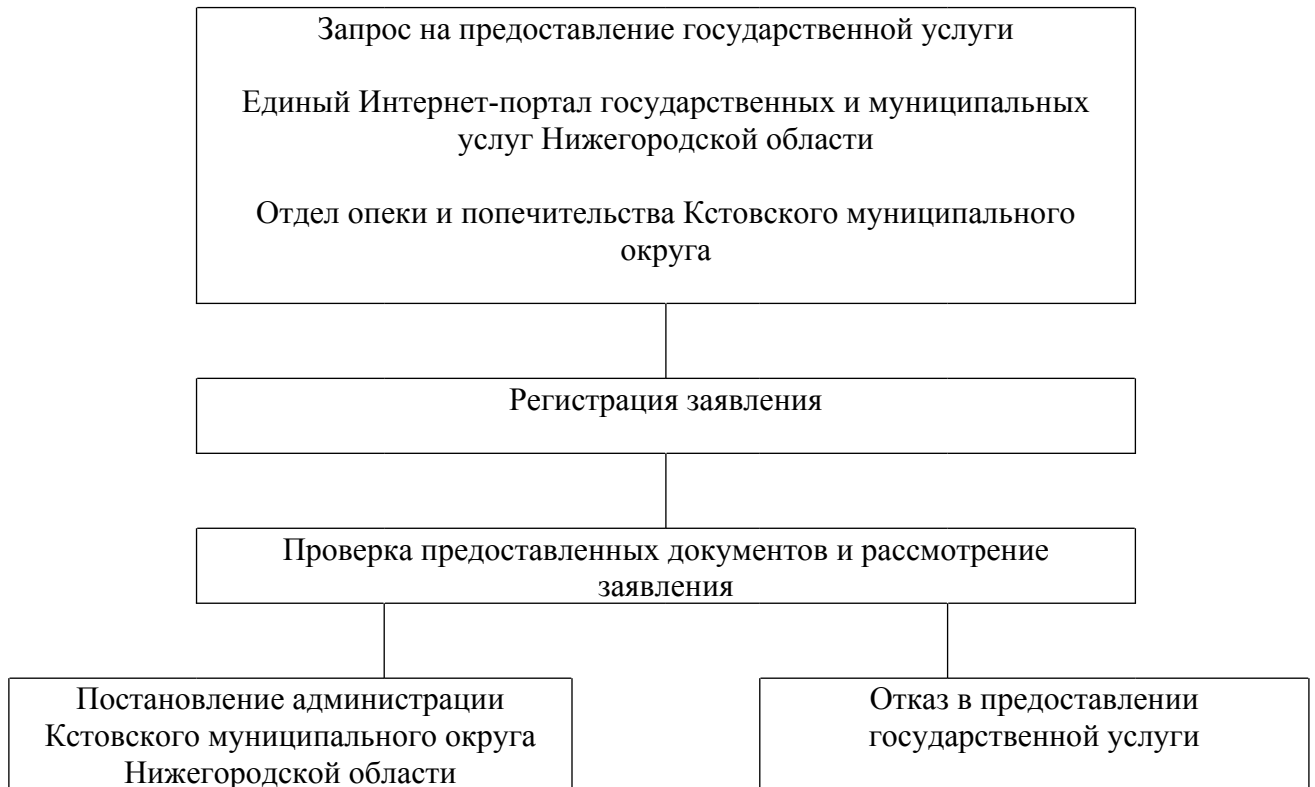 Запрос на предоставление государственной услуги
Единый Интернет-портал государственных и муниципальных
услуг Нижегородской области
Отдел опеки и попечительства Кстовского муниципального
округа
Регистрация заявления
Проверка предоставленных документов и рассмотрение
заявления
Постановление администрации
Кстовского муниципального округа
Нижегородской области
Отказ в предоставлении
государственной услуги